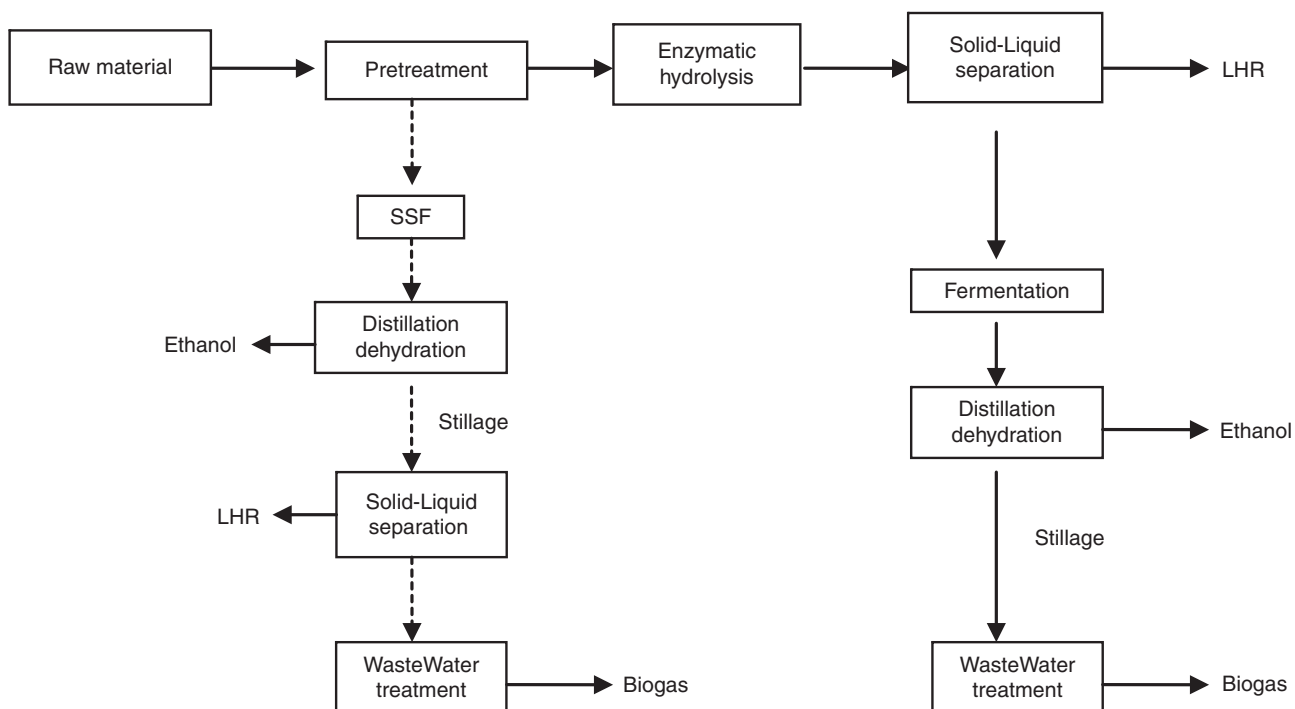 Raw material
Pretreatment
Enzymatic
hydrolysis
Solid-Liquid
separation
LHR
SSF
Fermentation
Distillation
dehydration
Ethanol
Distillation
dehydration
Ethanol
Stillage
Solid-Liquid
separation
LHR
Stillage
WasteWater
treatment
Biogas
WasteWater
treatment
Biogas